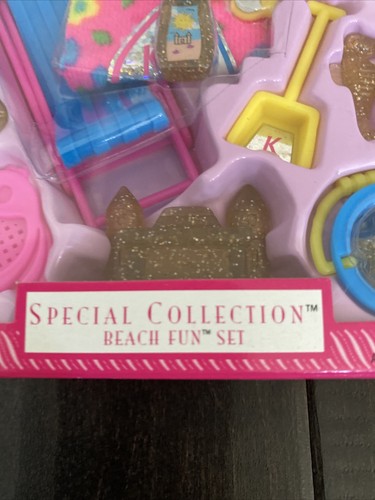 K
K
SPECIAL COLLECTION™
BEACH FUN™ SET